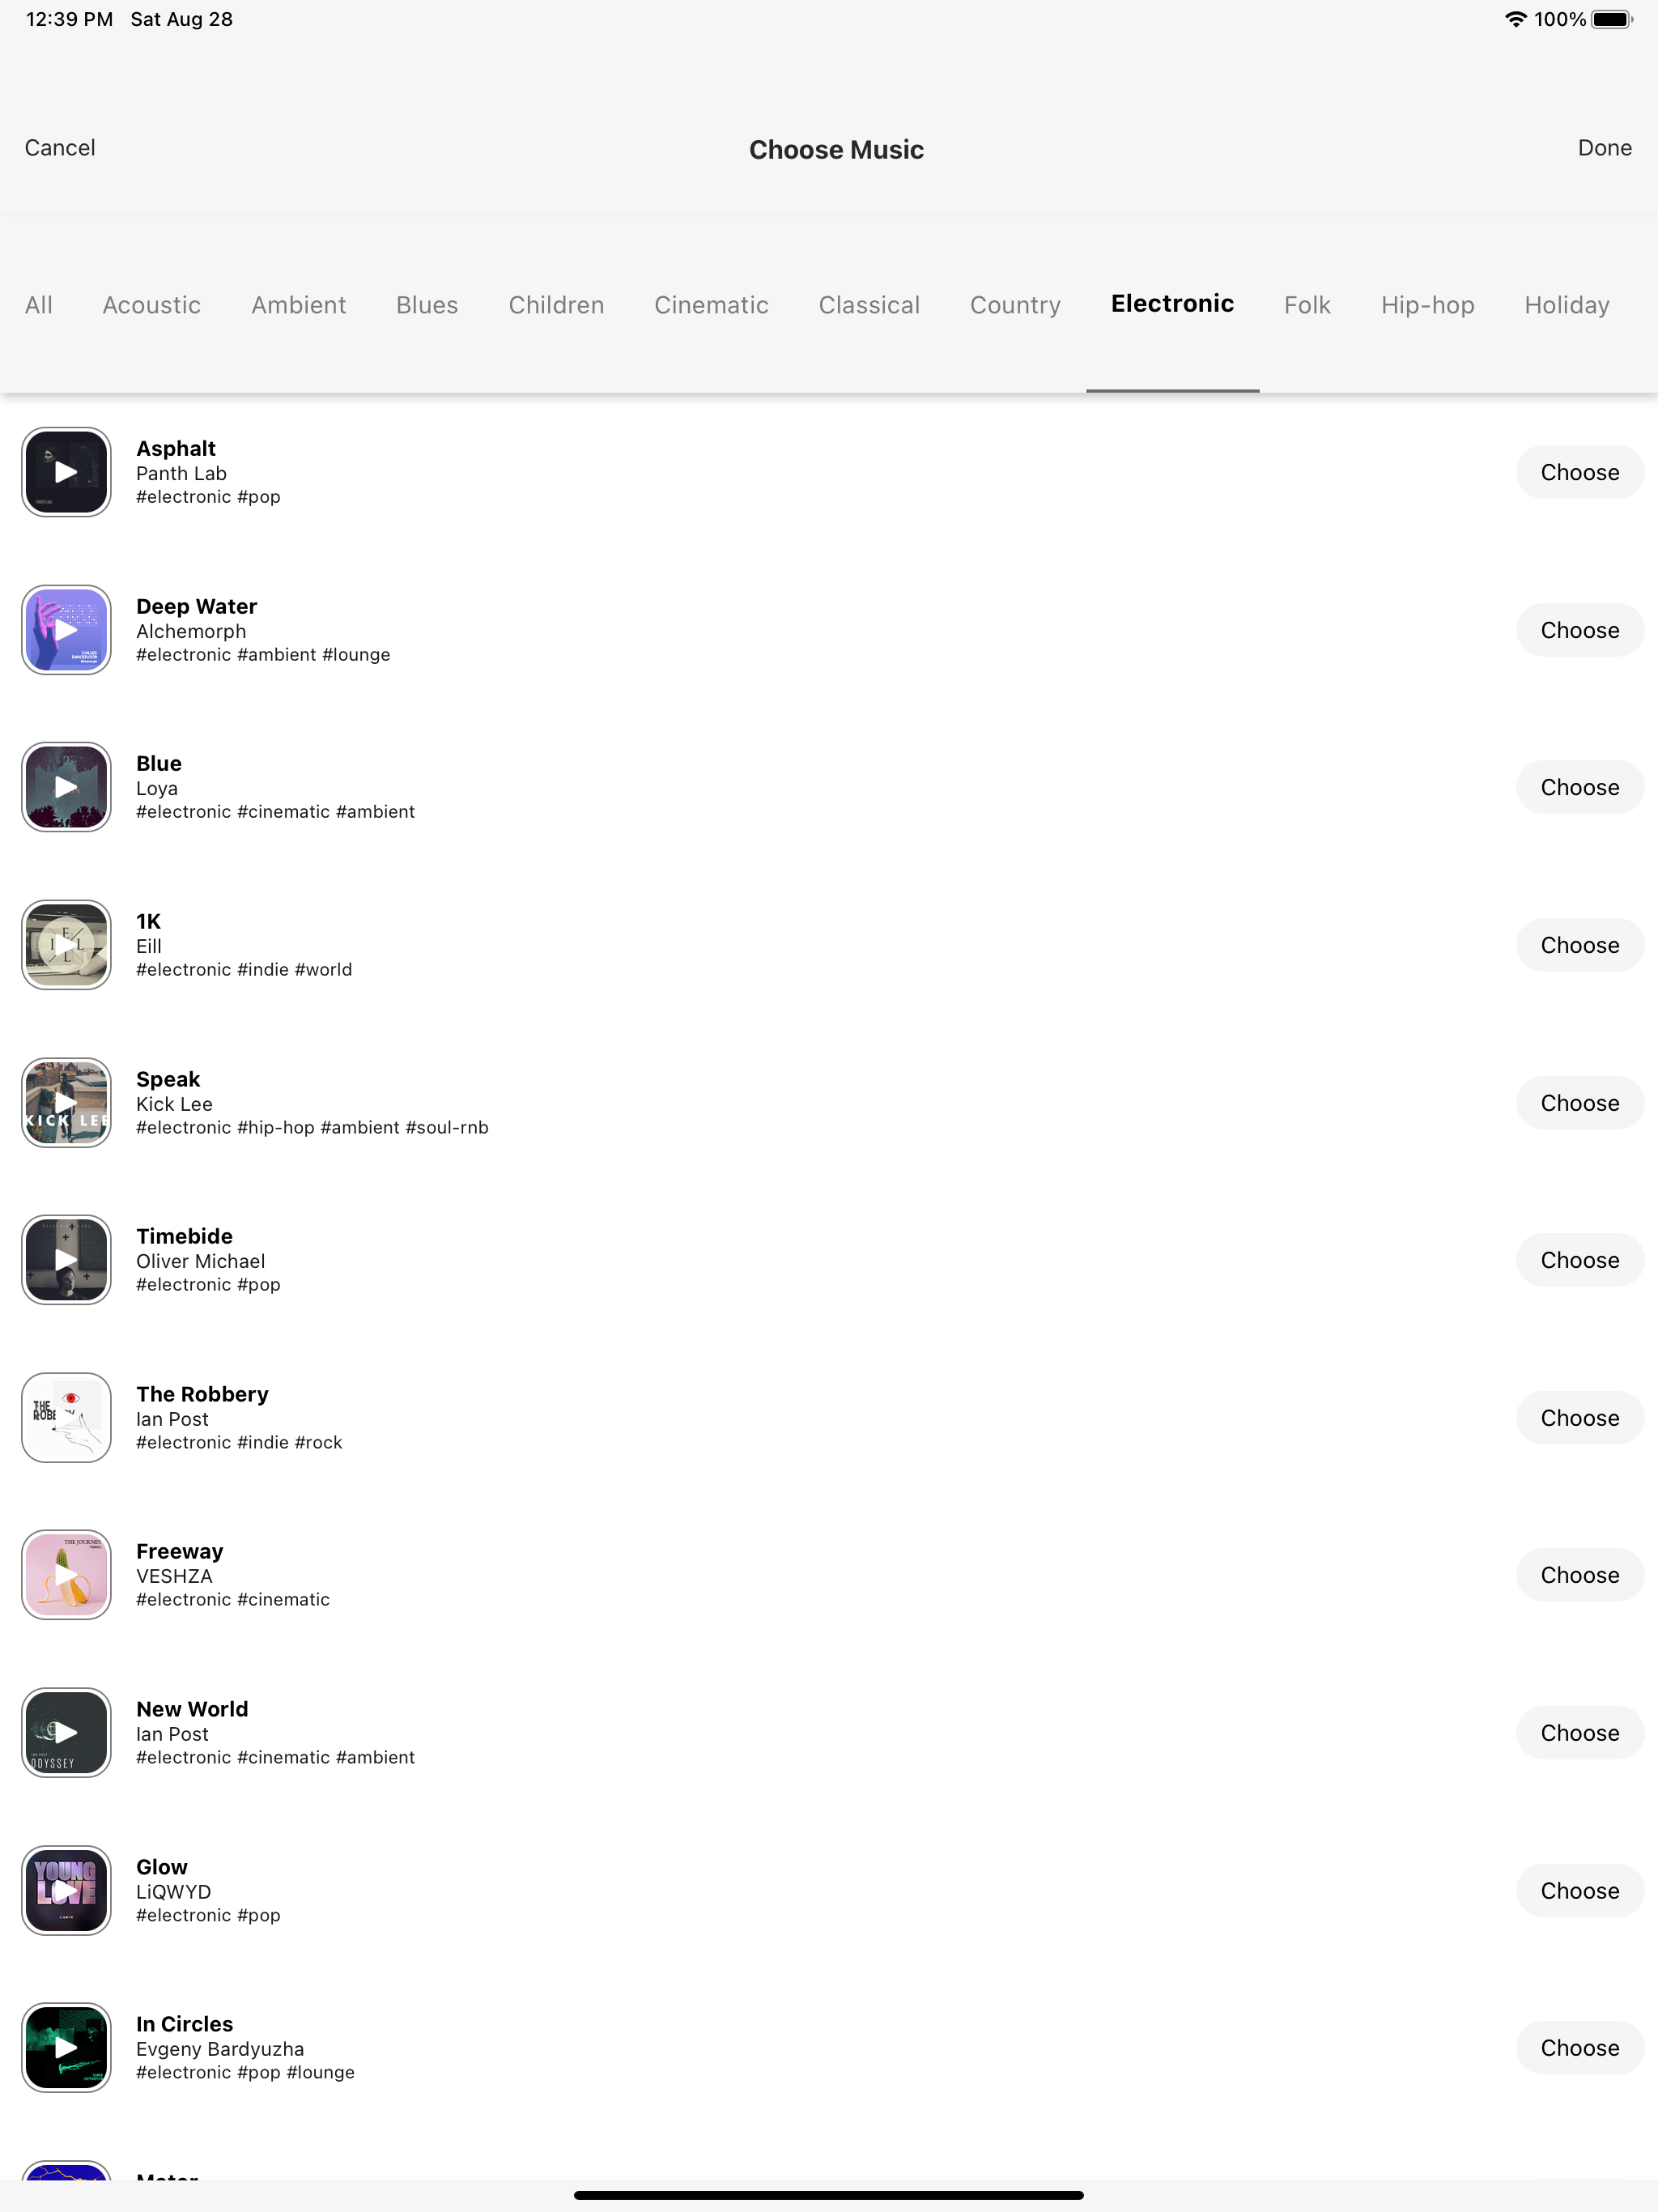 12:39 PM Sat Aug 28
100%
Cancel
Choose Music
Done
All Acoustic Ambient Blues Children Cinematic Classical Country Electronic Folk Hip-hop Holiday
Asphalt
Panth Lab
#electronic #pop
Choose
Deep Water
Alchemorph
#electronic #ambient #lounge
Choose
Blue
Loya
#electronic #cinematic #ambient
Choose
1K
Eill
#electronic #indie #world
Choose
KICK LEE
Speak
Kick Lee
#electronic #hip-hop #ambient #soul-rnb
Choose
Timebide
Oliver Michael
#electronic #pop
Choose
THE
The Robbery
Ian Post
#electronic #indie #rock
Choose
THE JOURNEY
Freeway
VESHZA
#electronic #cinematic
Choose
IAN POST
ODYSSEY
New World
Ian Post
#electronic #cinematic #ambient
Choose
YOUNG
LOVE
Glow
LiQWYD
#electronic #pop
Choose
In Circles
Evgeny Bardyuzha
#electronic #pop #lounge
Choose